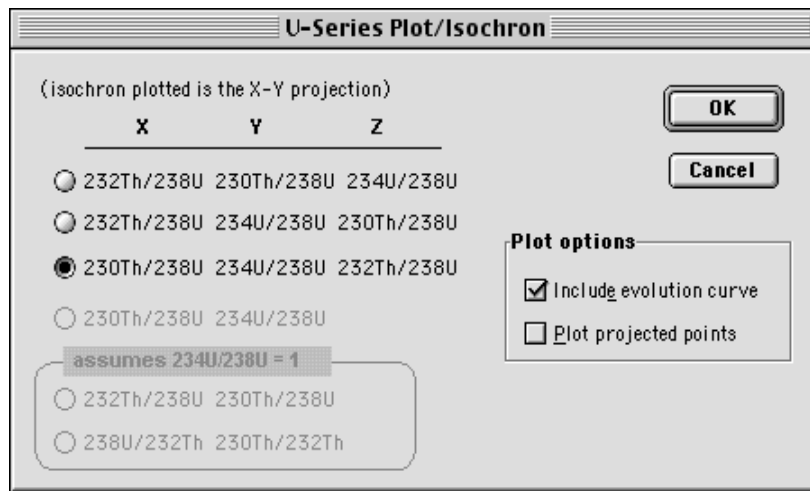 U-Series Plot/Isochron
(isochron plotted is the X-Y projection)
X Y Z
232Th/238U 230Th/238U 234U/238U
232Th/238U 234U/238U 230Th/238U
230Th/238U 234U/238U 232Th/238U
230Th/238U 234U/238U
assumes 234U/238U = 1
232Th/238U 230Th/238U
238U/232Th 230Th/232Th
OK
Cancel
Plot options
Include evolution curve
Plot projected points